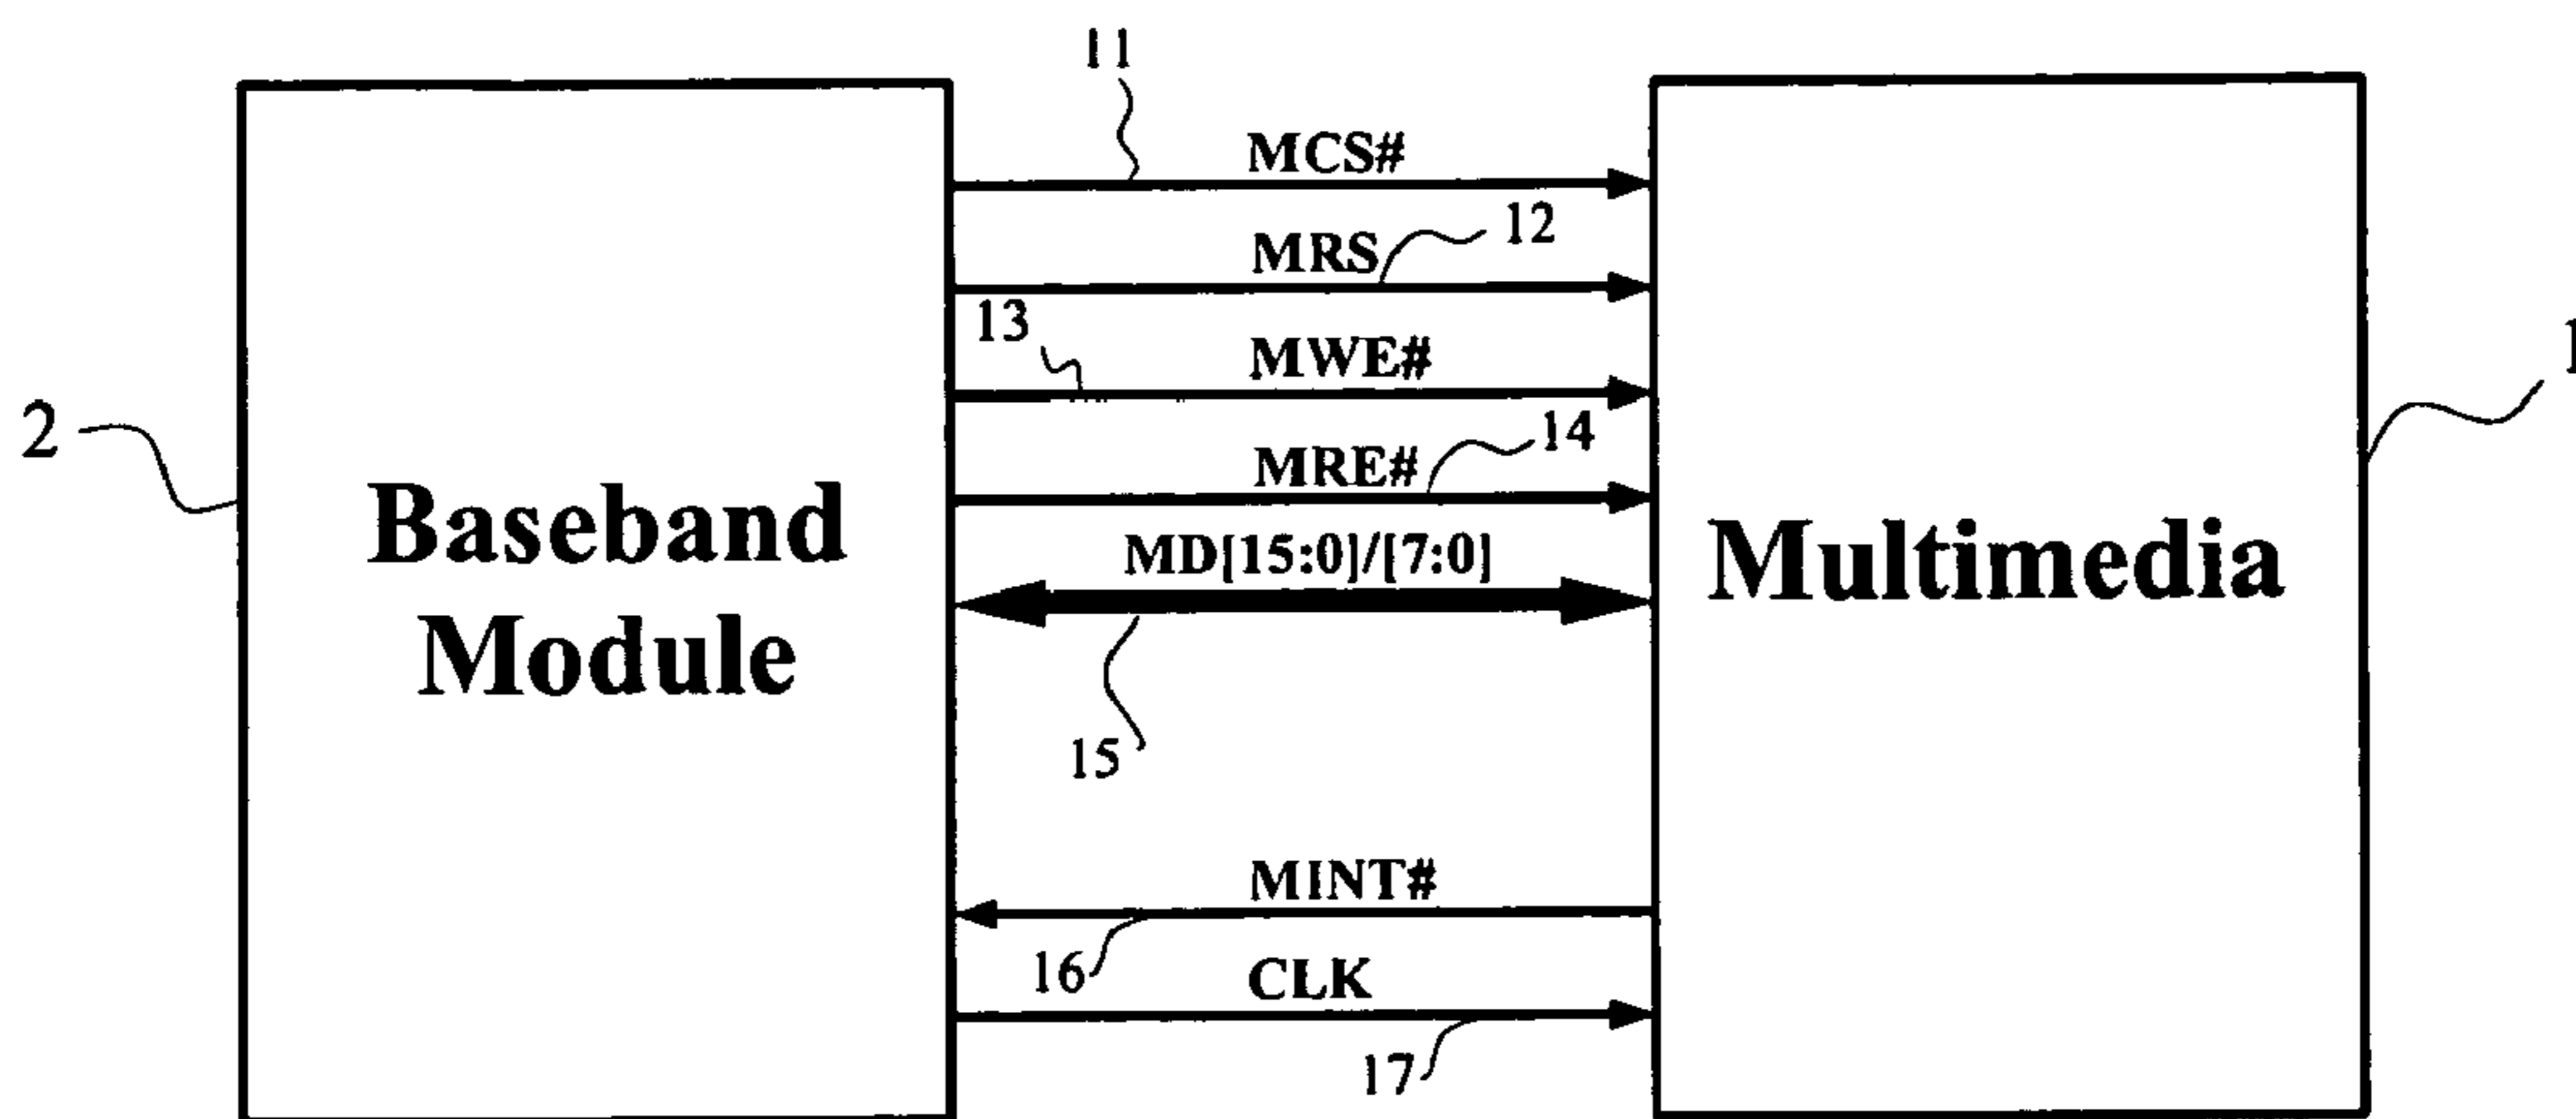 11
MCS#
12
MRS
13
MWE#
1
2
14
MRE#
Baseband
Module
MD[15:0]/[7:0]
Multimedia
15
MINT#
16
CLK
17